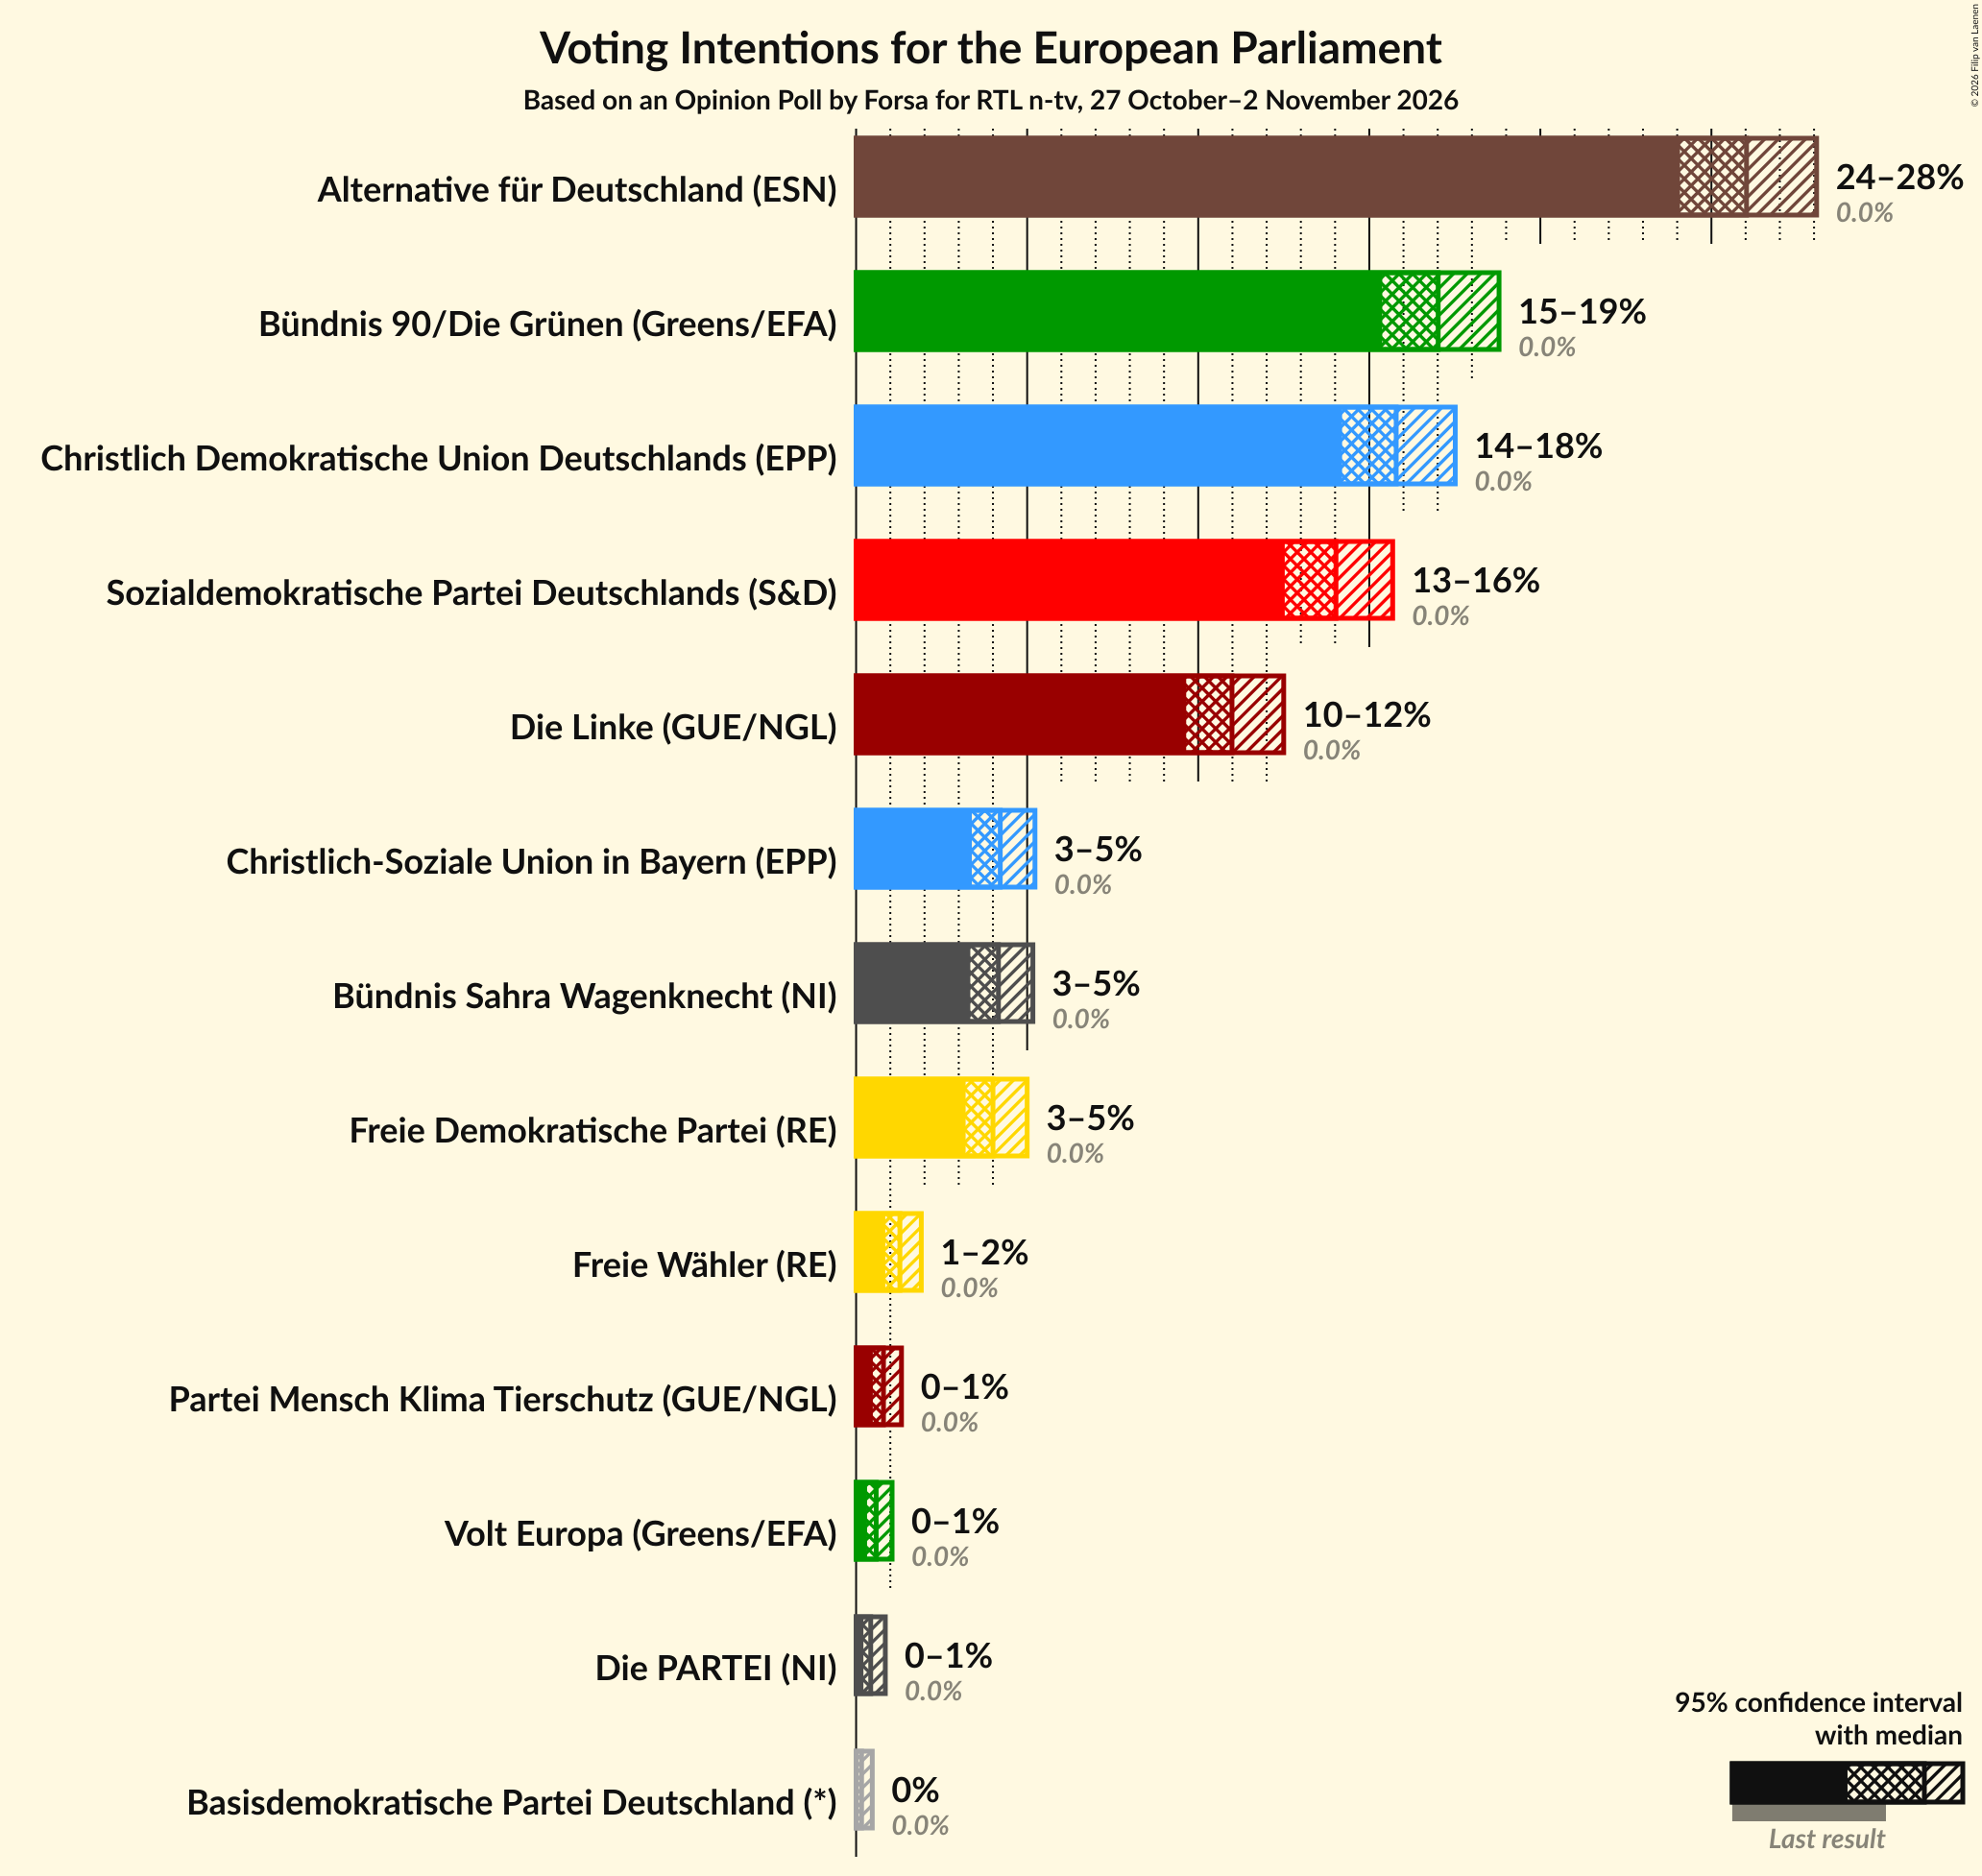 Voting Intentions for the European Parliament
Based on an Opinion Poll by Forsa for RTL n-tv, 27 October–2 November 2026
© 2026 Filip van Laenen
Alternative für Deutschland (ESN)
24–28%
0.0%
Bündnis 90/Die Grünen (Greens/EFA)
15–19%
0.0%
Christlich Demokratische Union Deutschlands (EPP)
14–18%
0.0%
Sozialdemokratische Partei Deutschlands (S&D)
13–16%
0.0%
Die Linke (GUE/NGL)
10–12%
0.0%
Christlich-Soziale Union in Bayern (EPP)
3–5%
0.0%
Bündnis Sahra Wagenknecht (NI)
3–5%
0.0%
Freie Demokratische Partei (RE)
3–5%
0.0%
Freie Wähler (RE)
1–2%
0.0%
Partei Mensch Klima Tierschutz (GUE/NGL)
0–1%
0.0%
Volt Europa (Greens/EFA)
0–1%
0.0%
Die PARTEI (NI)
0–1%
0.0%
Basisdemokratische Partei Deutschland (*)
0%
0.0%
95% confidence interval
with median
Last result